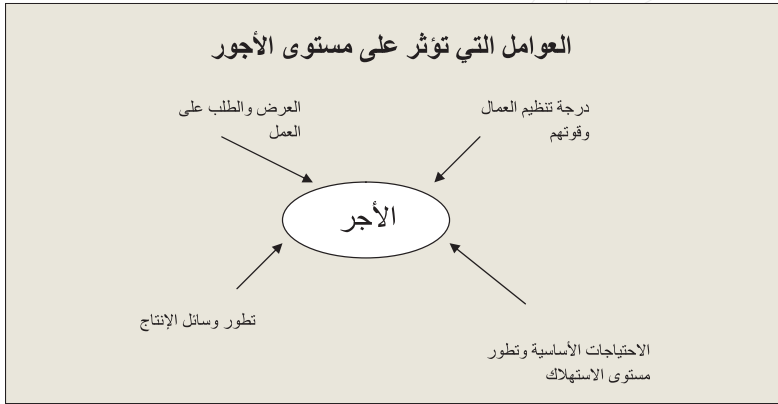 العوامل التي تؤثر على مستوى الأجور
درجة تنظيم العمال
وقوتهم
العرض والطلب على
العمل
الأجر
تطور وسائل الإنتاج
الاحتياجات الأساسية وتطور
مستوى الاستهلاك